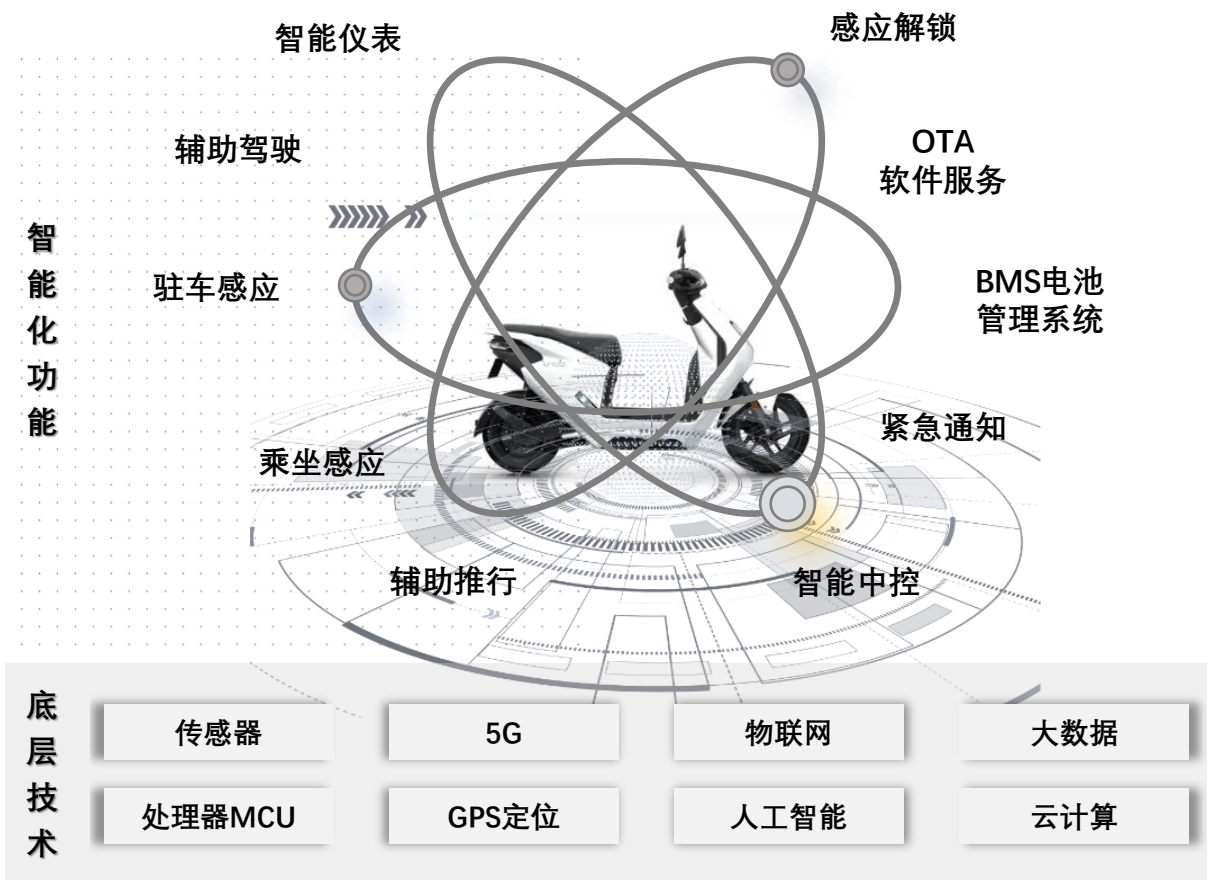 智能仪表
感应解锁
辅助驾驶
OTA
软件服务
智能化功能
驻车感应
BMS电池
管理系统
紧急通知
乘坐感应
辅助推行
智能中控
底层技术
传感器
5G
物联网
大数据
处理器MCU
GPS定位
人工智能
云计算